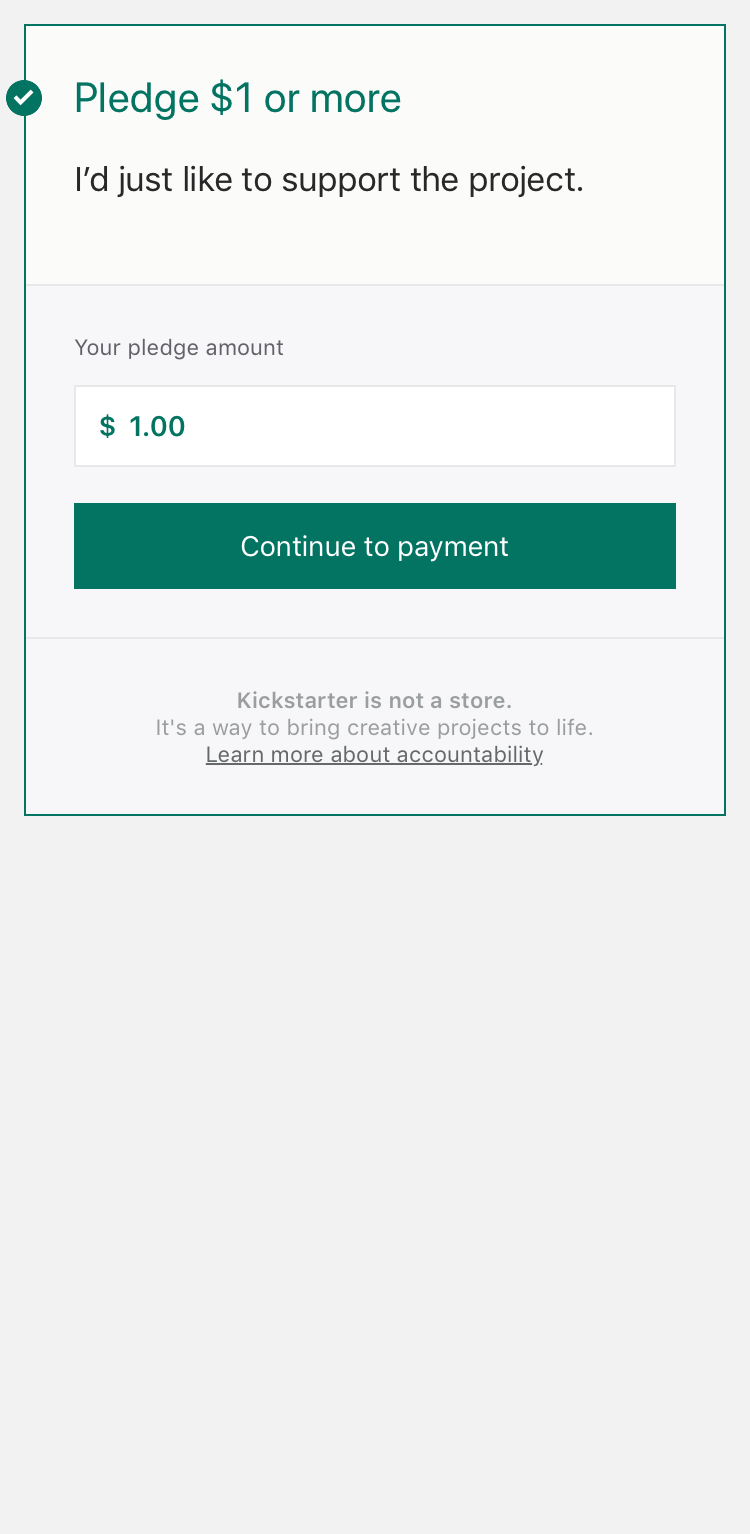 Pledge $1 or more
I’d just like to support the project.
Your pledge amount
$ 1.00
Continue to payment
Kickstarter is not a store.
It's a way to bring creative projects to life.
Learn more about accountability